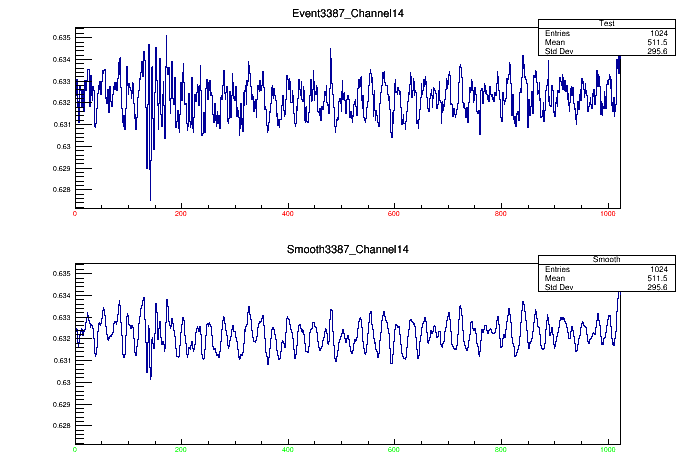 Event3387_Channel14
Test
Entries 1024
Mean 511.5
Std Dev 295.6
0.635
0.634
0.633
0.632
0.631
0.63
0.629
0.628
0 200 400 600 800 1000
Smooth3387_Channel14
Smooth
Entries 1024
Mean 511.5
Std Dev 295.6
0.635
0.634
0.633
0.632
0.631
0.63
0.629
0.628
0 200 400 600 800 1000